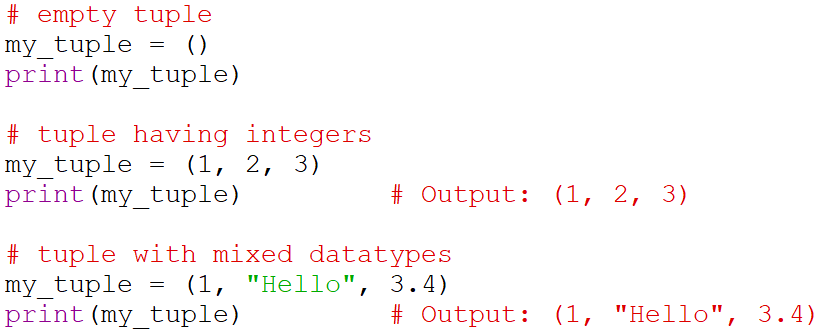 # empty tuple
my_tuple = ()
print(my_tuple)
# tuple having integers
my_tuple = (1, 2, 3)
print(my_tuple)          # Output: (1, 2, 3)
# tuple with mixed datatypes
my_tuple = (1, "Hello", 3.4)
print(my_tuple)          # Output: (1, "Hello", 3.4)